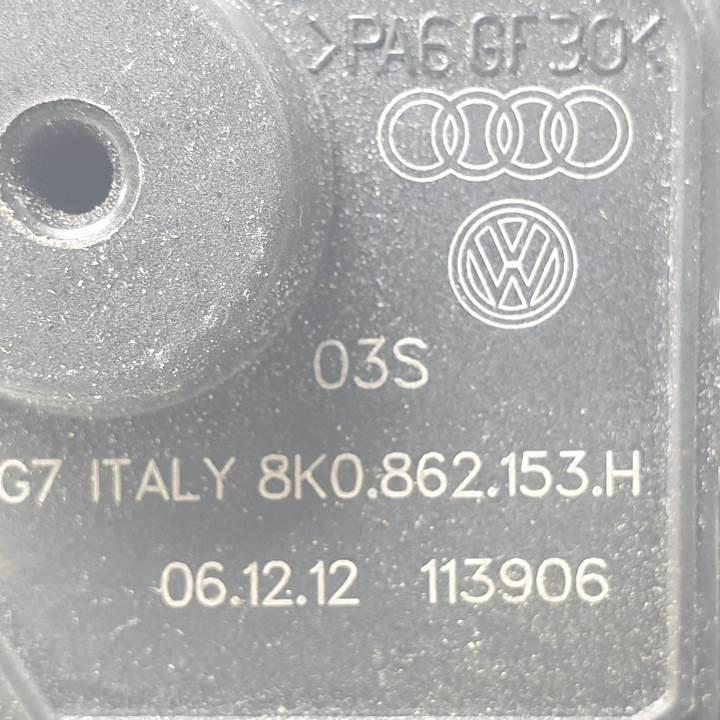 >PA6 GF30<
03S
G7 ITALY 8K0.862.153.H
06.12.12 113906